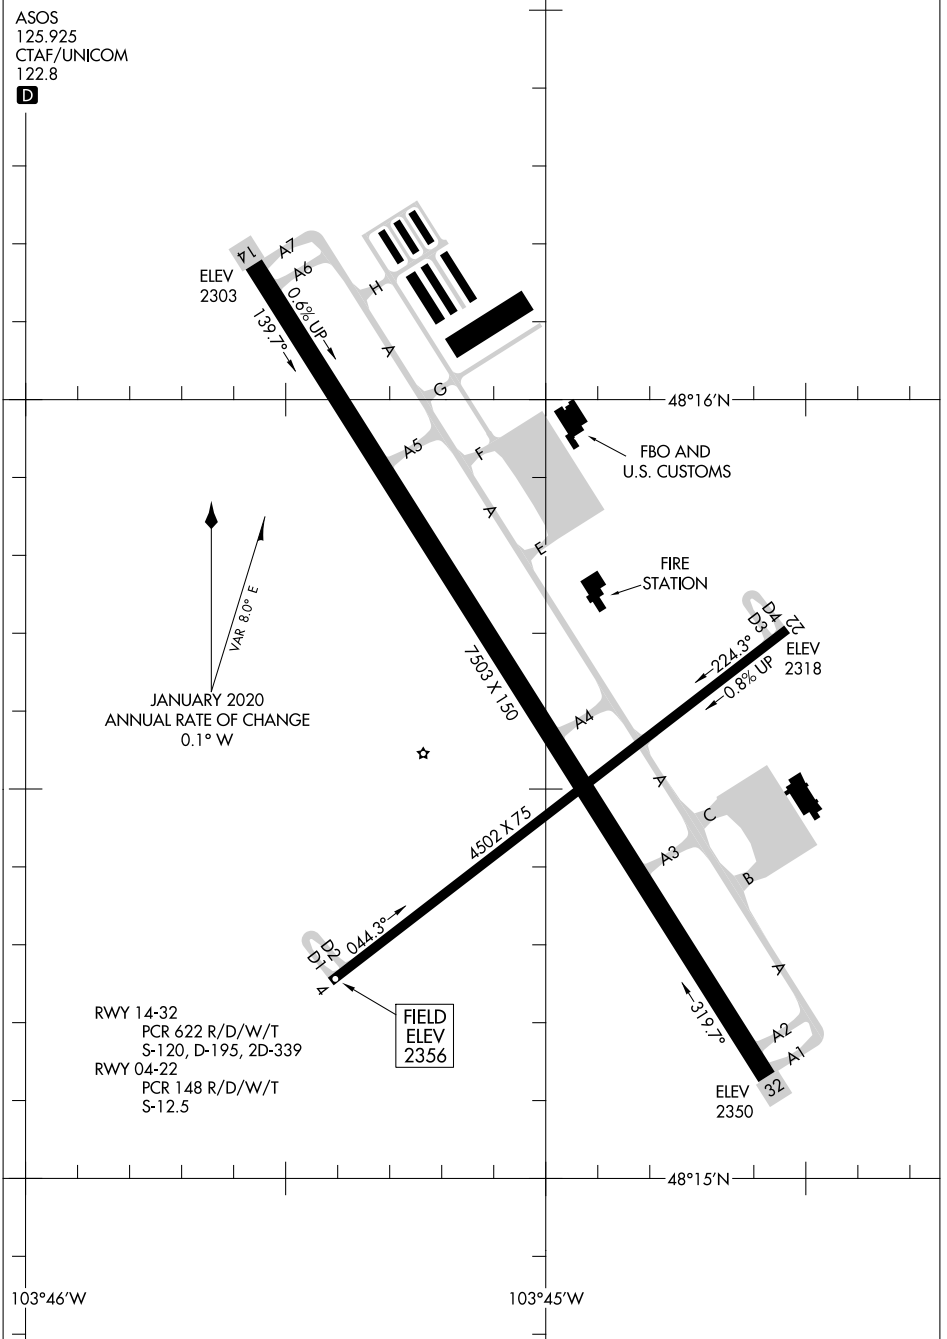 ASOS
125.925
CTAF/UNICOM
122.8
D
14
A7
A6
ELEV
2303
0.6% UP
139.7°
H
A
G
48°16'N
A5
F
FBO AND
U.S. CUSTOMS
A
E
VAR 8.0° E
FIRE
STATION
D4
D3
22
224.3°
0.8% UP
ELEV
2318
7503 X 150
JANUARY 2020
ANNUAL RATE OF CHANGE
0.1° W
A4
A
C
4502 X 75
A3
B
044.3°
D2
D1
4
A
FIELD
ELEV
2356
RWY 14-32
PCR 622 R/D/W/T
S-120, D-195, 2D-339
RWY 04-22
PCR 148 R/D/W/T
S-12.5
319.7°
A2
A1
32
ELEV
2350
48°15'N
103°46'W
103°45'W